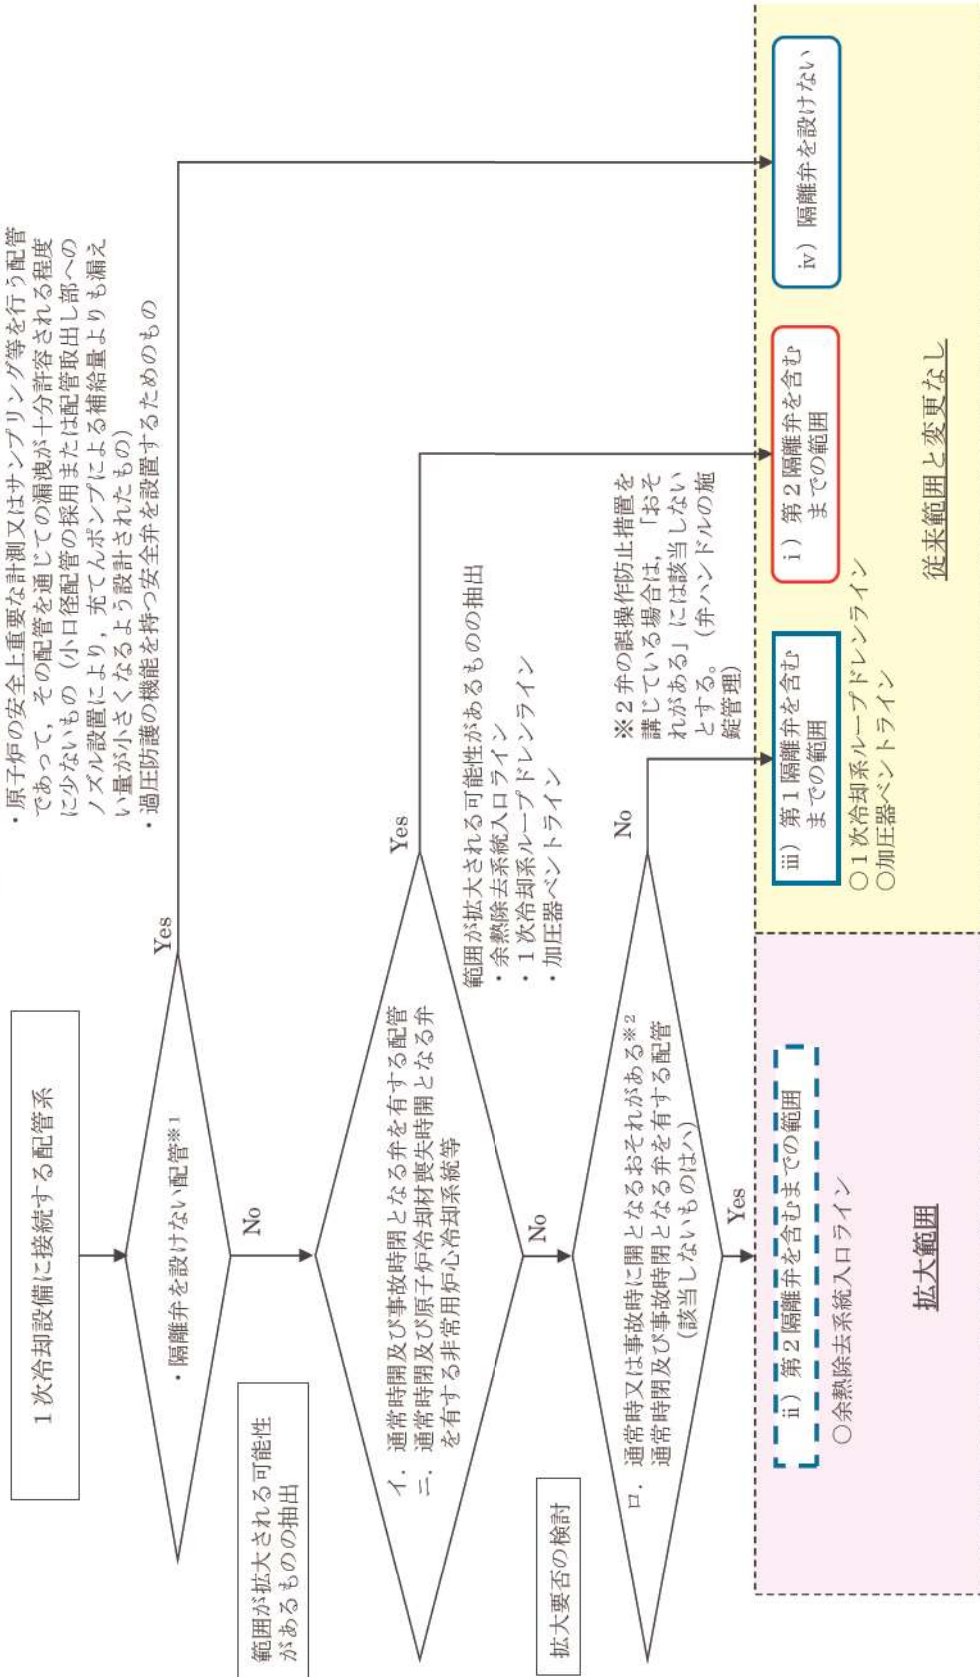 ・原子炉の安全上重要な計測又はサンプリング等を行う配管
であって，その配管を通じての漏洩が十分許容される程度
に少ないもの（小口径配管の採用または配管取出し部への
ノズル設置により，充てんポンプによる補給量よりも漏え
い量が小さくなるよう設計されたもの）
・過圧防護の機能を持つ安全弁を設置するためのもの
1次冷却設備に接続する配管系
・隔離弁を設けない配管※1
Yes
No
範囲が拡大される可能性
があるものの抽出
イ．通常時開及び事故時閉となる弁を有する配管
ニ．通常時閉及び原子炉冷却材喪失時開となる弁
を有する非常用炉心冷却系統等
Yes
No
範囲が拡大される可能性があるものの抽出
・余熱除去系統入口ライン
・1次冷却系ループドレンライン
・加圧器ベントライン
拡大要否の検討
ロ．通常時又は事故時に開となるおそれがある※2
通常時閉及び事故時閉となる弁を有する配管
（該当しないものはハ）
No
Yes
※2弁の誤操作防止措置を
講じている場合は，「おそ
れがある」には該当しない
とする。（弁ハンドルの施
錠管理）
ii）第2隔離弁を含むまでの範囲
○余熱除去系統入口ライン
拡大範囲
iii）第1隔離弁を含む
までの範囲
○1次冷却系ループドレンライン
○加圧器ベントライン
i）第2隔離弁を含む
までの範囲
iv）隔離弁を設けない
従来範囲と変更なし